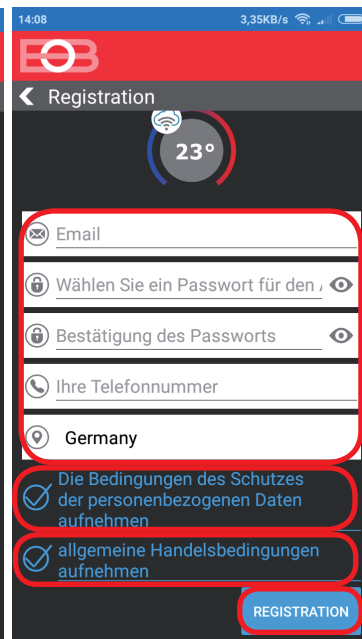 14:08 3,35KB/s
EOB
Registration
23°
Email
Wählen Sie ein Passwort für den
Bestätigung des Passworts
Ihre Telefonnummer
Germany
Die Bedingungen des Schutzes
der personenbezogenen Daten
aufnehmen
allgemeine Handelsbedingungen
aufnehmen
REGISTRATION